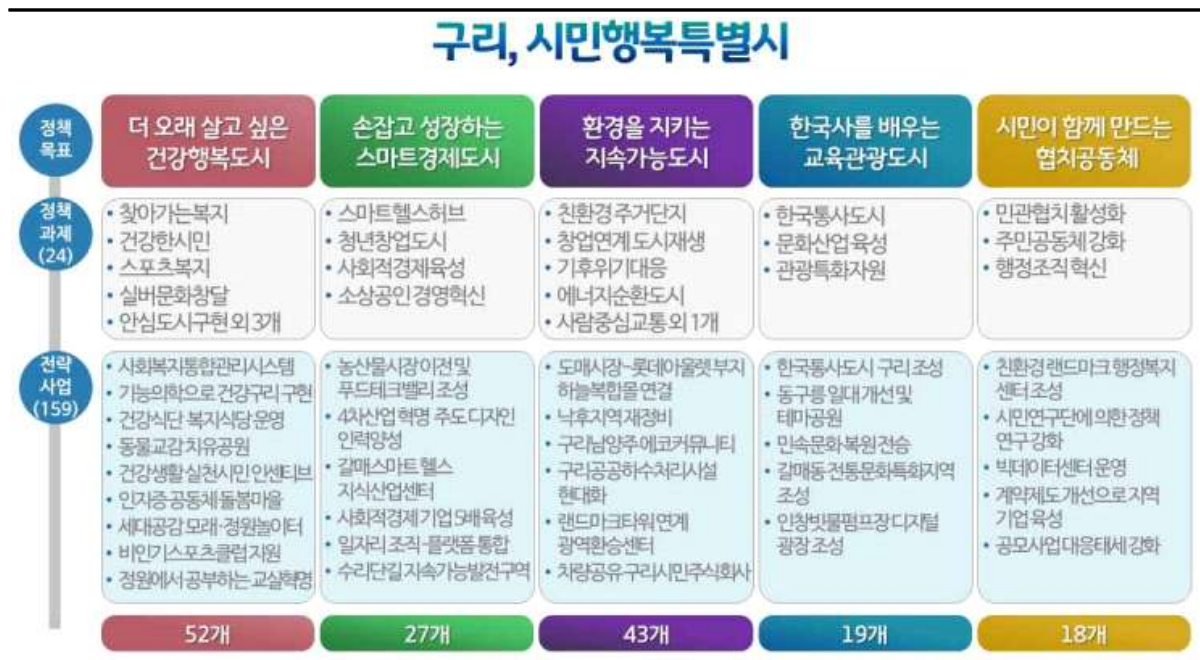 구리, 시민행복특별시
정책
목표
더 오래 살고 싶은
건강행복도시
손잡고 성장하는
스마트경제도시
환경을 지키는
지속가능도시
한국사를 배우는
교육관광도시
시민이 함께 만드는
협치공동체
정책
과제
(24)
• 찾아가는복지
• 건강한시민
• 스포츠복지
• 실버문화창달
• 안심도시구현 외 3개
• 스마트헬스허브
• 청년창업도시
• 사회적경제육성
• 소상공인 경영혁신
• 친환경 주거단지
• 창업연계 도시재생
• 기후위기대응
• 에너지순환도시
• 사람중심교통 외 1개
• 한국통사도시
• 문화산업 육성
• 관광특화자원
• 민관협치 활성화
• 주민공동체 강화
• 행정조직 혁신
전략
사업
(159)
• 사회복지통합관리시스템
• 기능의학으로 건강구리 구현
• 건강식단 복지식당 운영
• 동물교감 치유공원
• 건강생활 실천시민 인센티브
• 인지증 공동체 돌봄마을
• 세대공감 모래·정원놀이터
• 비인기스포츠클럽 지원
• 정원에서 공부하는 교실혁명
• 농산물시장 이전 및
푸드테크밸리 조성
• 4차산업 혁명 주도 디자인
인력양성
• 갈매스마트 헬스
지식산업센터
• 사회적경제 기업 5배 육성
• 일자리 조직·플랫폼 통합
• 수리단길 지속가능발전구역
• 도매시장~롯데아울렛 부지
하늘복합몰 연결
• 낙후지역 재정비
• 구리남양주 에코커뮤니티
• 구리공공하수처리시설
현대화
• 랜드마크타워 연계
광역환승센터
• 차량공유 구리시민주식회사
• 한국통사도시 구리 조성
• 동구릉 일대 개선 및
테마공원
• 민속문화 복원 전승
• 갈매동 전통문화특화지역
조성
• 인창빗물펌프장 디지털
광장 조성
• 친환경 랜드마크 행정복지
센터 조성
• 시민연구단에 의한 정책
연구 강화
• 빅데이터센터 운영
• 계약제도 개선으로 지역
기업 육성
• 공모사업 대응태세 강화
52개
27개
43개
19개
18개